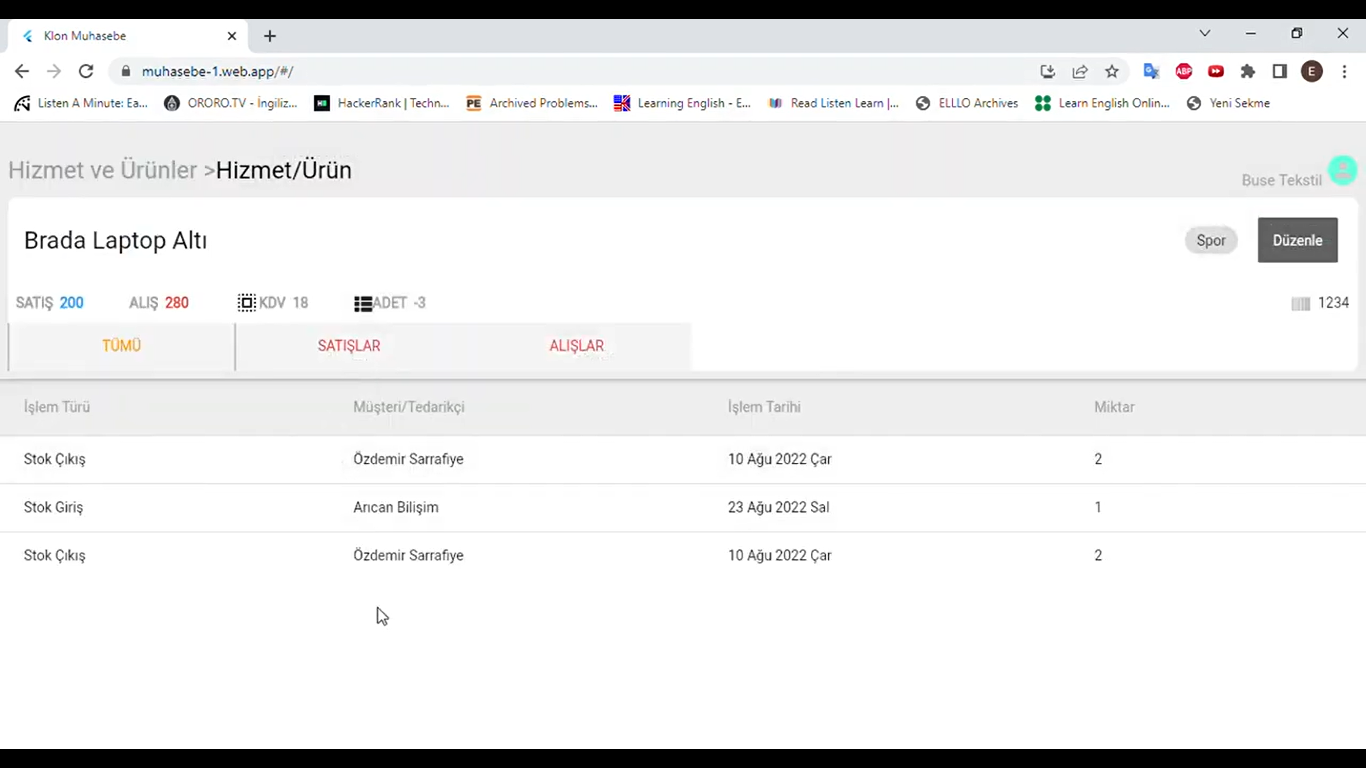 Klon Muhasebe
muhasebe-1.web.app/#/
E
Listen A Minute: Ea... ORORO.TV - İngiliz... HackerRank | Techn... PE Archived Problems... Learning English - E... Read Listen Learn |... ELLLO Archives Learn English Onlin... Yeni Sekme
Hizmet ve Ürünler >Hizmet/Ürün
Buse Tekstil
Brada Laptop Altı
Spor Düzenle
SATIŞ 200 ALIŞ 280 KDV 18 ADET -3 1234
TÜMÜ SATIŞLAR ALIŞLAR
İşlem Türü Müşteri/Tedarikçi İşlem Tarihi Miktar
Stok Çıkış Özdemir Sarrafiye 10 Ağu 2022 Çar 2
Stok Giriş Arıcan Bilişim 23 Ağu 2022 Sal 1
Stok Çıkış Özdemir Sarrafiye 10 Ağu 2022 Çar 2